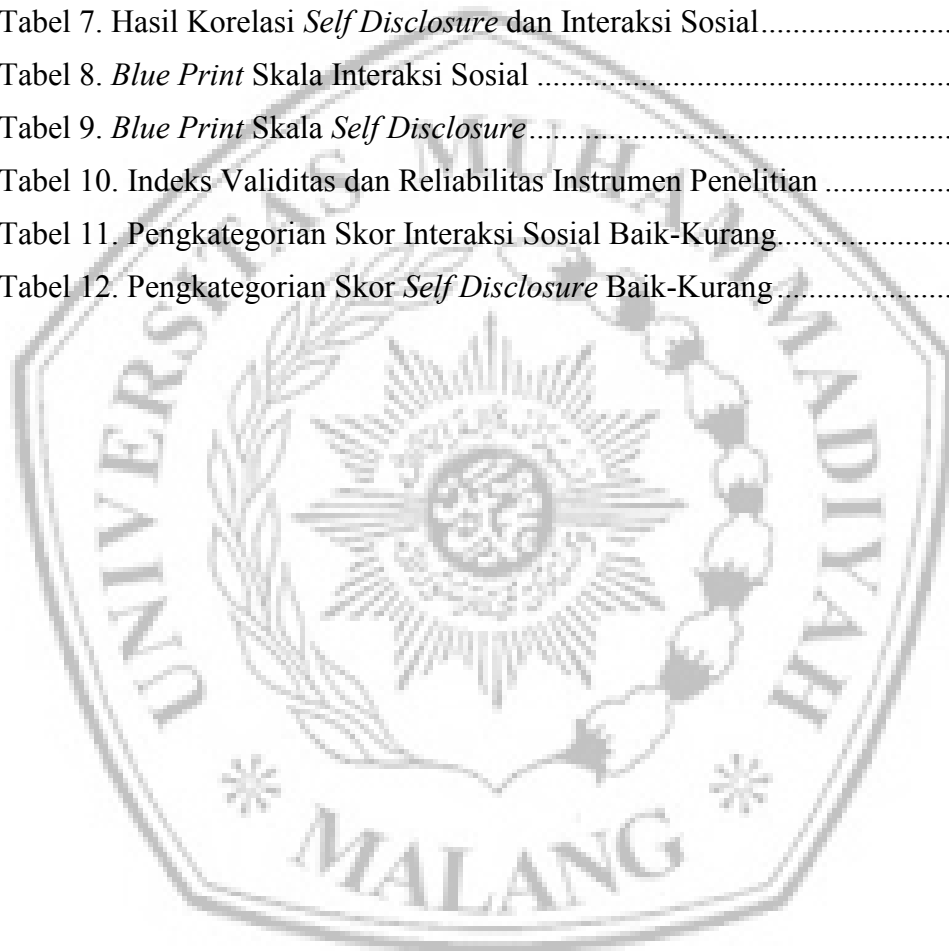 Tabel 7. Hasil Korelasi Self Disclosure dan Interaksi Sosial........................
Tabel 8. Blue Print Skala Interaksi Sosial ...................................................
Tabel 9. Blue Print Skala Self Disclosure.....................................................
Tabel 10. Indeks Validitas dan Reliabilitas Instrumen Penelitian ................
Tabel 11. Pengkategorian Skor Interaksi Sosial Baik-Kurang......................
Tabel 12. Pengkategorian Skor Self Disclosure Baik-Kurang......................
UNIVERSITAS MUHAMMADIYAH
MALANG